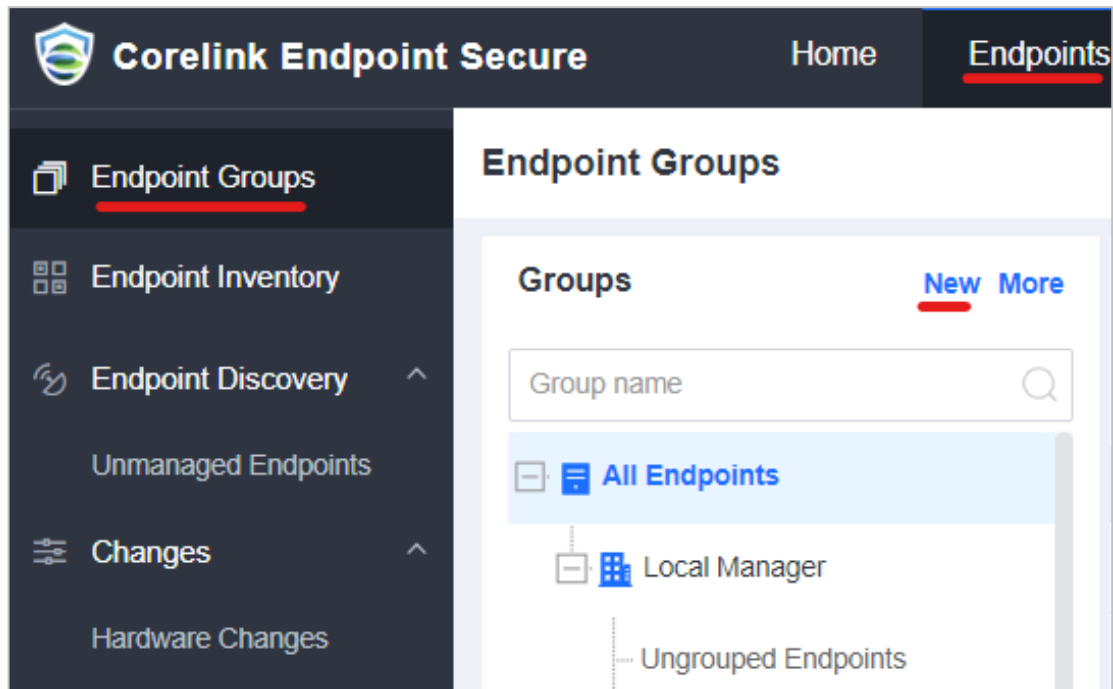 Corelink Endpoint Secure Home Endpoints
Endpoint Groups
Endpoint Inventory
Endpoint Discovery
Unmanaged Endpoints
Changes
Hardware Changes
Endpoint Groups
Groups New More
Group name
All Endpoints
Local Manager
Ungrouped Endpoints